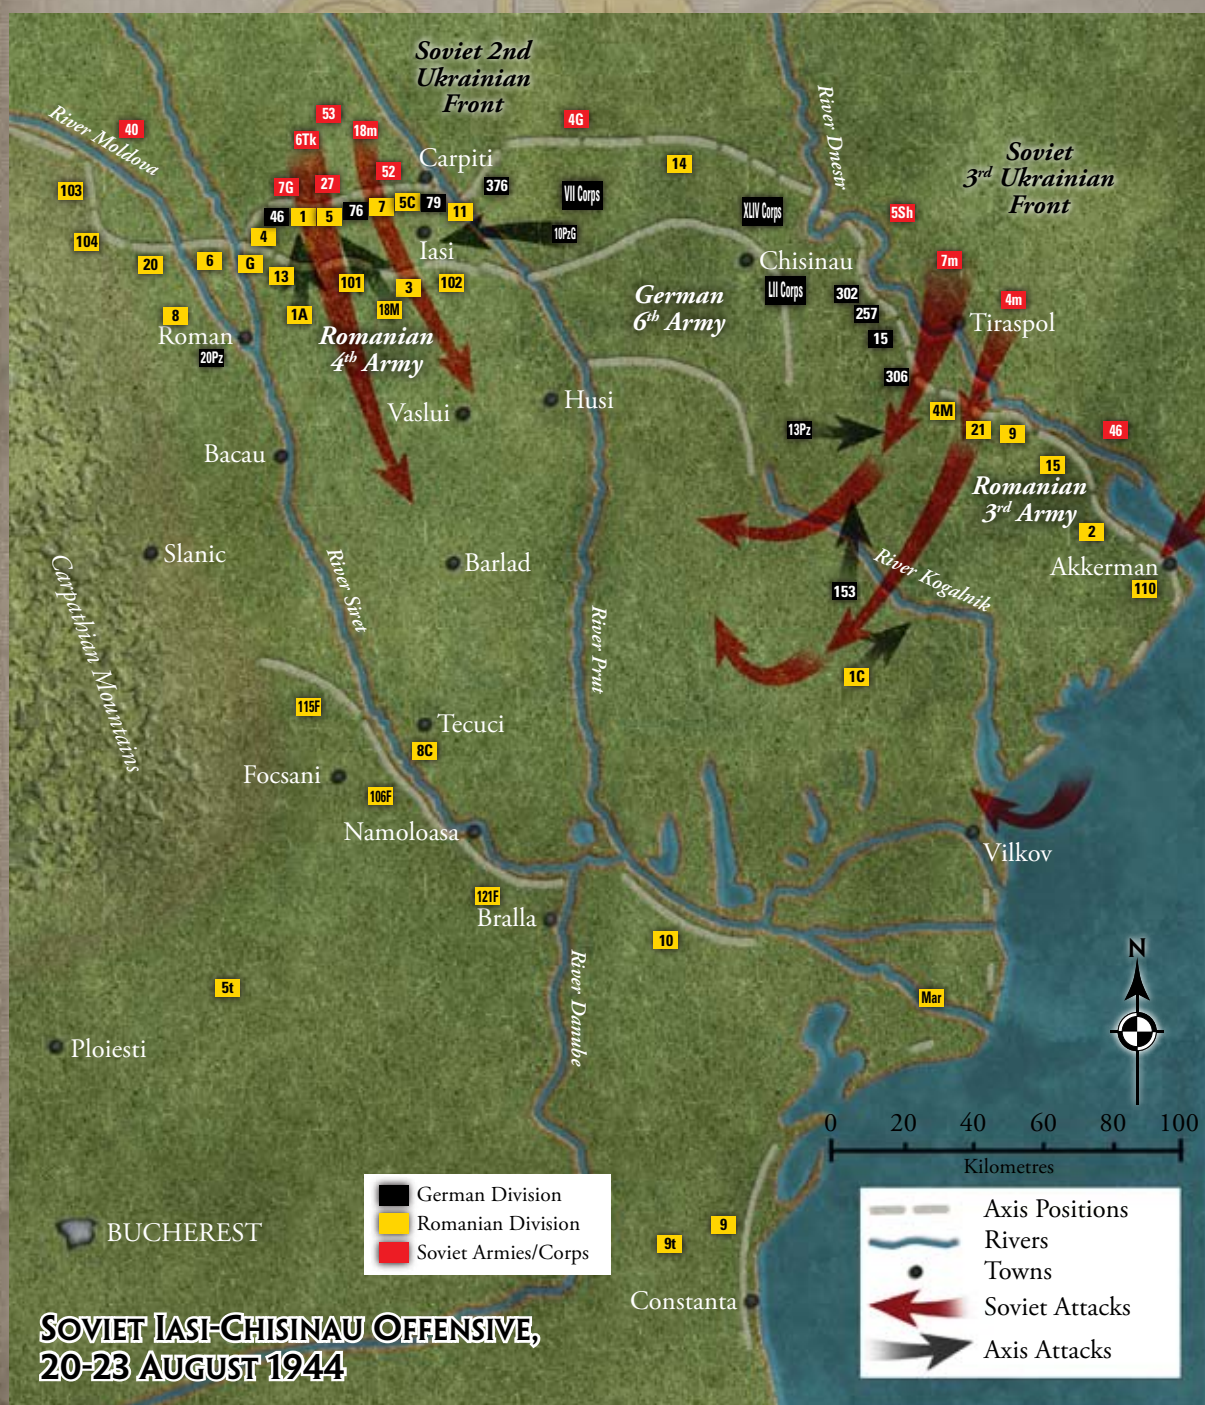 Soviet 2nd
Ukrainian
Front
River Moldova
40
53
6Tk
18m
4G
7G
27
52
Carpiti
376
VII Corps
14
River Dnestr
Soviet
3rd Ukrainian
Front
103
104
46
1
5
76
7
5C
79
11
10PzG
XLIV Corps
5Sh
4
Iasi
20
6
G
13
101
3
102
18M
1A
8
Roman
20Pz
Romanian
4th Army
German
6th Army
Chisinau
LII Corps
302
257
15
306
7m
4m
Tiraspol
Vaslui
Husi
Bacau
13Pz
4M
21
9
46
15
Romanian
3rd Army
2
Akkerman
110
Slanic
Barlad
River Siret
River Prut
River Kogalnik
153
1C
Carpathian Mountains
115F
Tecuci
8C
Focsani
106F
Namoloasa
Vilkov
121F
Bralla
10
River Danube
Mar
5t
Ploiesti
N
0 20 40 60 80 100
Kilometres
German Division
Romanian Division
Soviet Armies/Corps
BUCHEREST
9
9t
Constanta
Axis Positions
Rivers
Towns
Soviet Attacks
Axis Attacks
Soviet Iasi-Chisinau Offensive,
20-23 August 1944